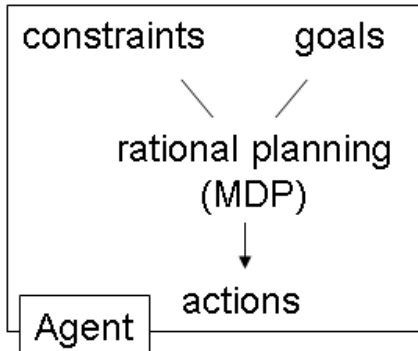 constraints goals
rational planning
(MDP)
actions
Agent